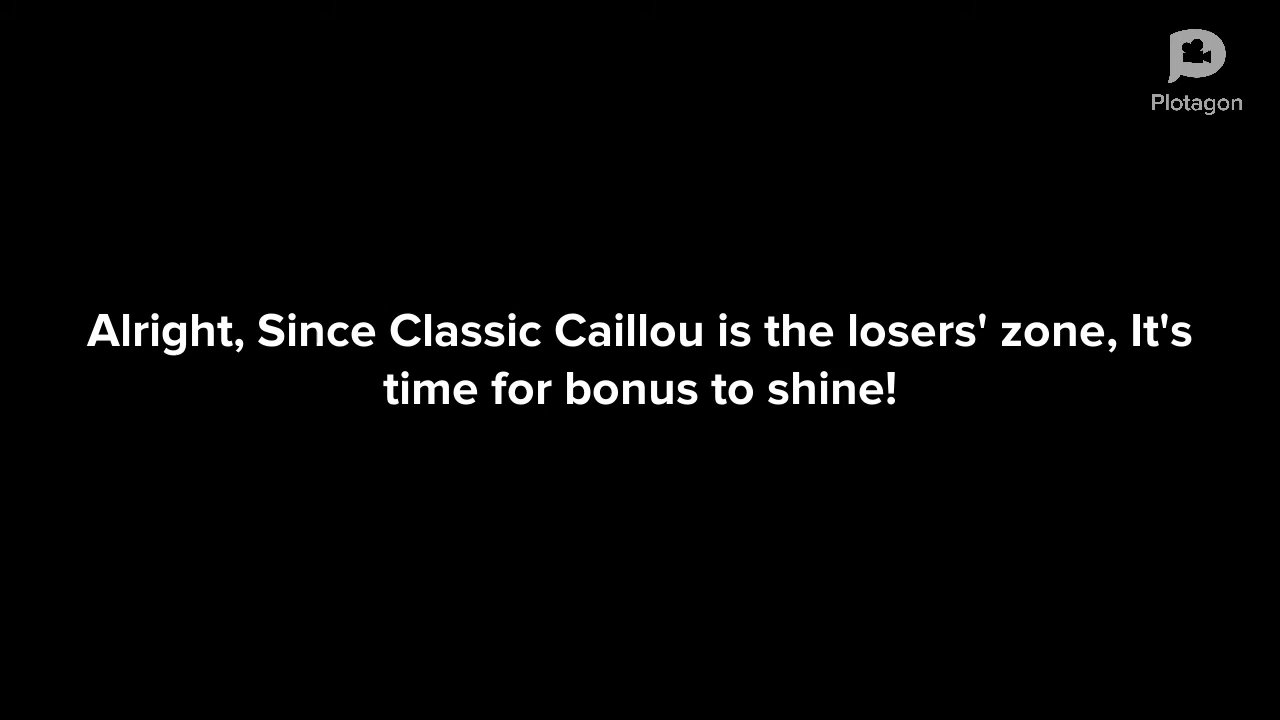 Plotagon
Alright, Since Classic Caillou is the losers' zone, It's
time for bonus to shine!